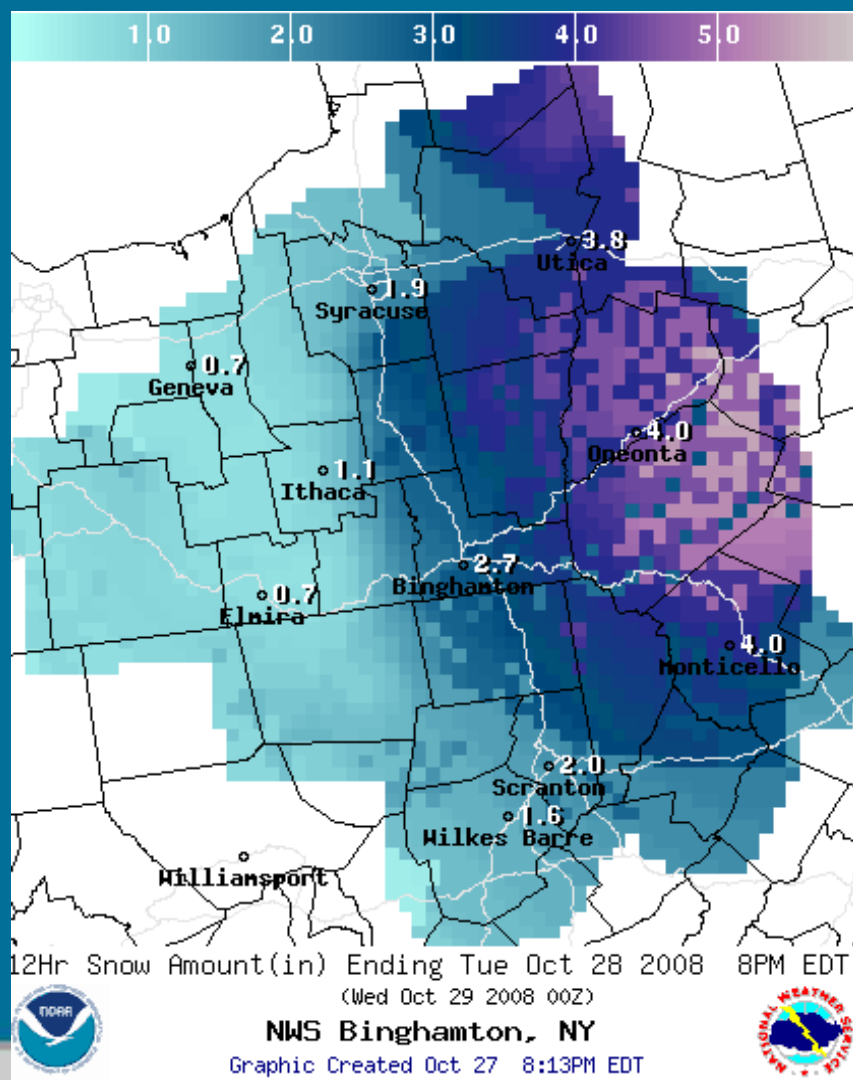 1.0 2.0 3.0 4.0 5.0
3.8
Utica
1.9
Syracuse
0.7
Geneva
4.0
Oneonta
1.1
Ithaca
2.7
Binghamton
0.7
Elmira
4.0
Monticello
2.0
Scranton
1.6
Wilkes Barre
Williamsport
12Hr Snow Amount(in) Ending Tue Oct 28 2008 8PM EDT
(Wed Oct 29 2008 00Z)
NWS Binghamton, NY
Graphic Created Oct 27 8:13PM EDT
NOAA
NATIONAL WEATHER SERVICE